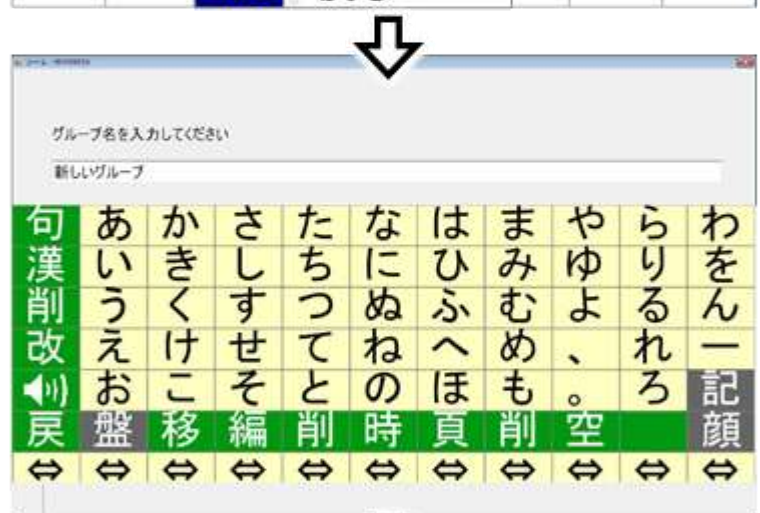 グループ名を入力してください
新しいグループ
句 あ か さ た な は ま や ら わ
漢 い き し ち に ひ み ゆ り を
削 う く す つ ぬ ふ む よ る ん
改 え け せ て ね へ め 、 れ ー
お こ そ と の ほ も 。 ろ 記
戻 盤 移 編 削 時 頁 削 空 顔
⇔ ⇔ ⇔ ⇔ ⇔ ⇔ ⇔ ⇔ ⇔ ⇔ ⇔